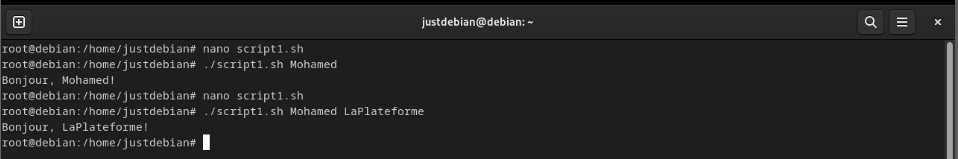 justdebian@debian: ~
root@debian:/home/justdebian# nano script1.sh
root@debian:/home/justdebian# ./script1.sh Mohamed
Bonjour, Mohamed!
root@debian:/home/justdebian# nano script1.sh
root@debian:/home/justdebian# ./script1.sh Mohamed LaPlateforme
Bonjour, LaPlateforme!
root@debian:/home/justdebian#